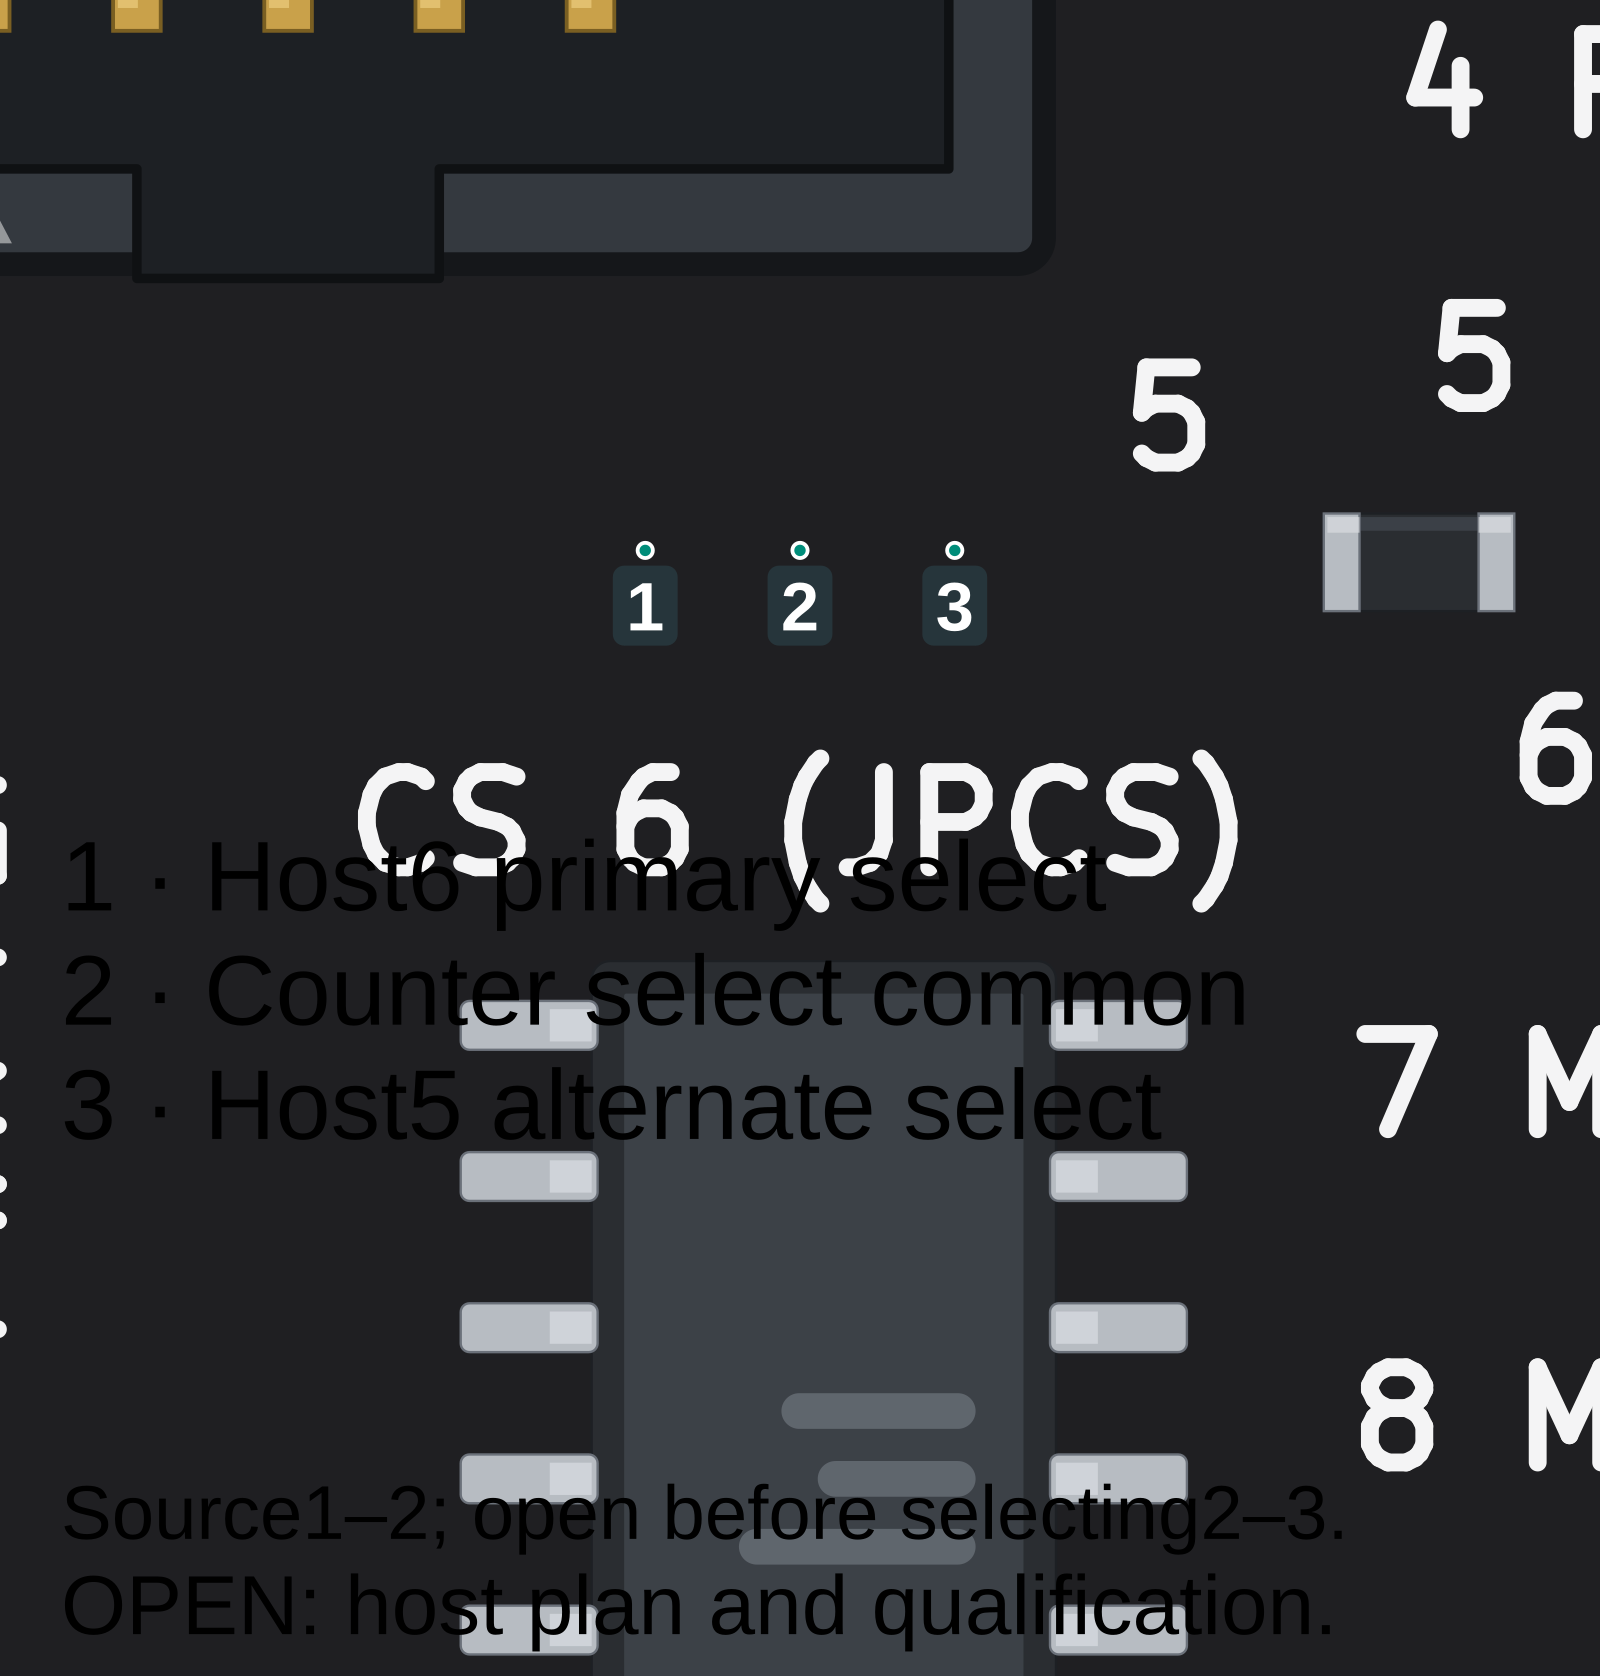 4
5
5
1 2 3
6
CS 6 (JPCS)
1 · Host6 primary select
2 · Counter select common
7 M
3 · Host5 alternate select
8 M
Source1–2; open before selecting2–3.
OPEN: host plan and qualification.